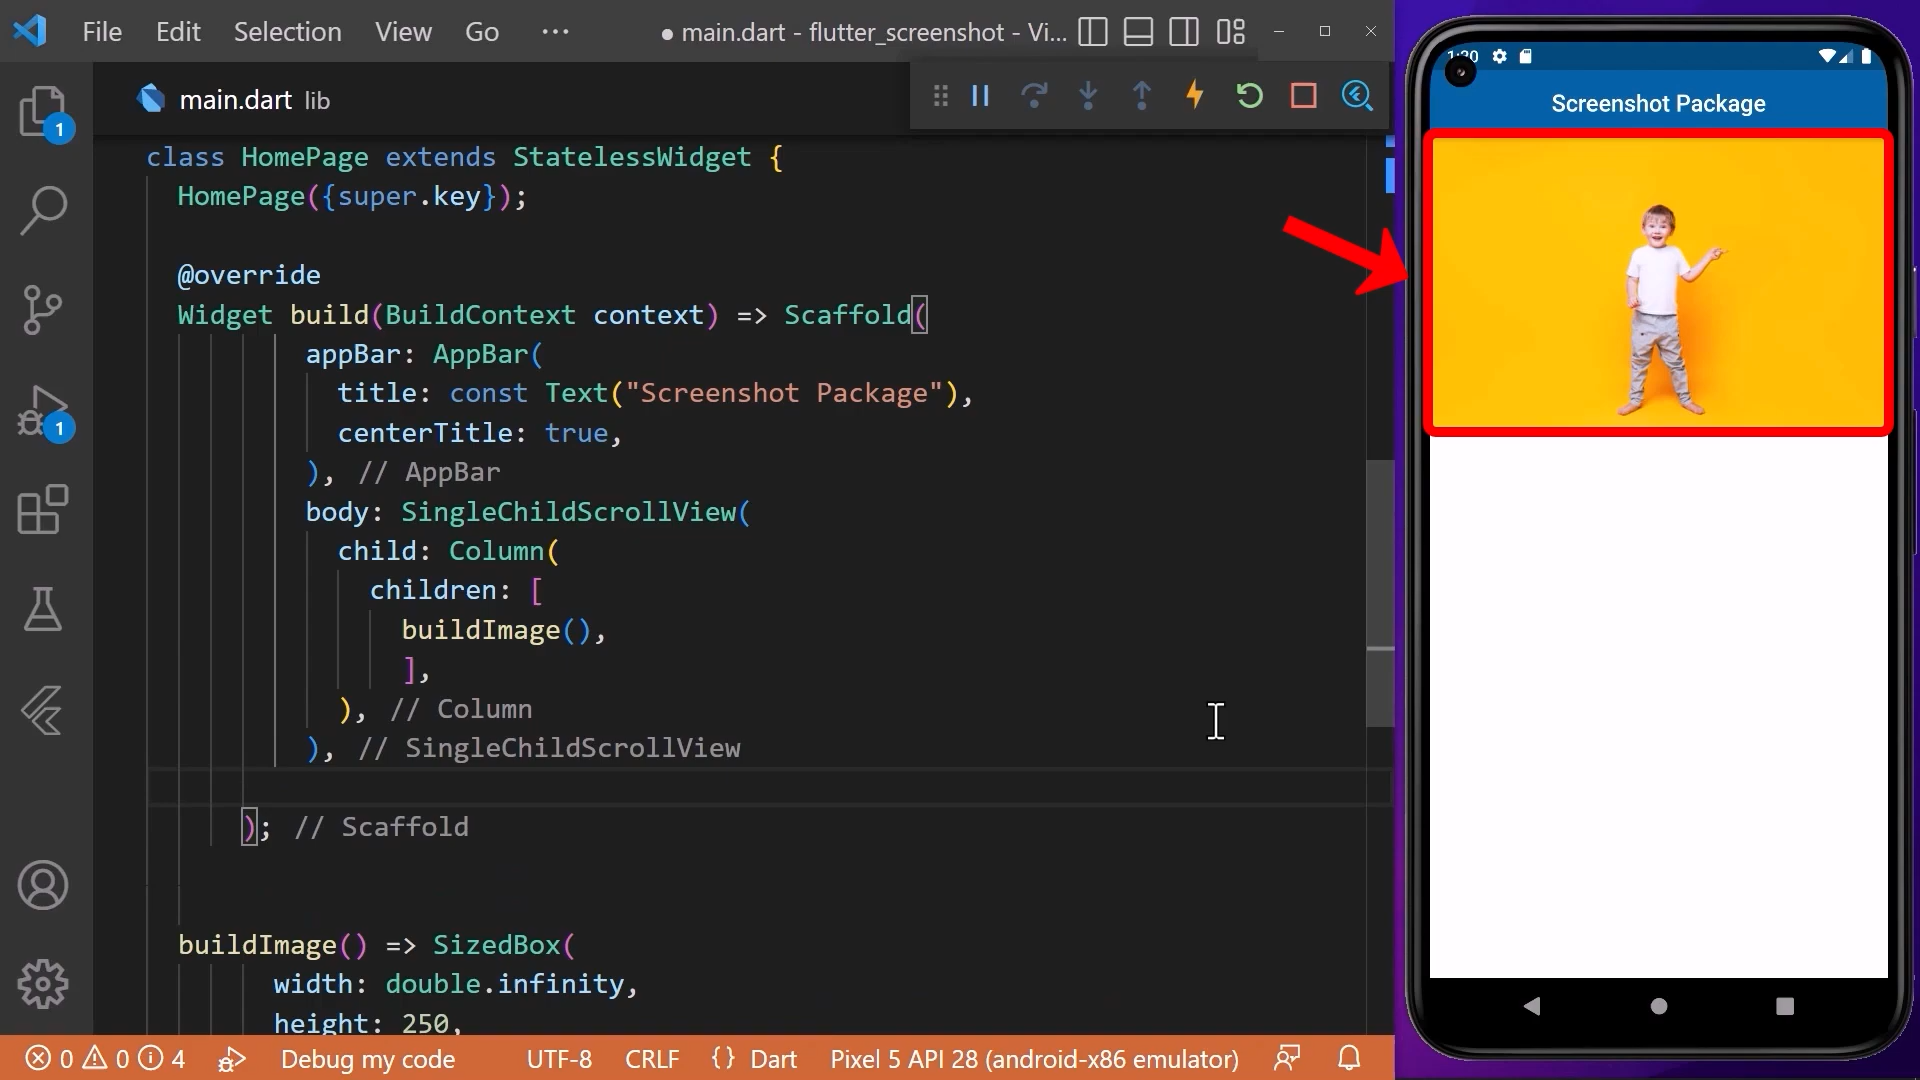 File Edit Selection View Go ··· ● main.dart - flutter_screenshot - Vi...
main.dart lib
class HomePage extends StatelessWidget {
HomePage({super.key});
@override
Widget build(BuildContext context) => Scaffold(
appBar: AppBar(
title: const Text("Screenshot Package"),
centerTitle: true,
), // AppBar
body: SingleChildScrollView(
child: Column(
children: [
buildImage(),
],
), // Column
), // SingleChildScrollView
); // Scaffold
buildImage() => SizedBox(
width: double.infinity,
height: 250,
1
1
0 0 4 Debug my code UTF-8 CRLF {} Dart Pixel 5 API 28 (android-x86 emulator)
Screenshot Package